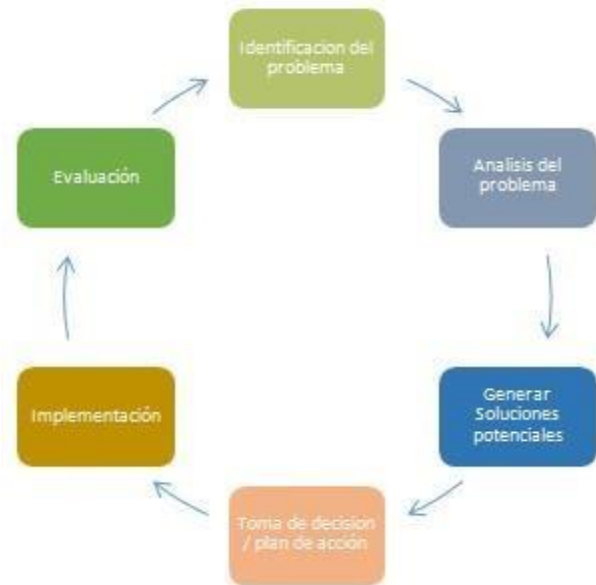 Identificacion del
problema
Analisis del
problema
Generar
Soluciones
potenciales
Toma de decision
/ plan de acción
Implementación
Evaluación